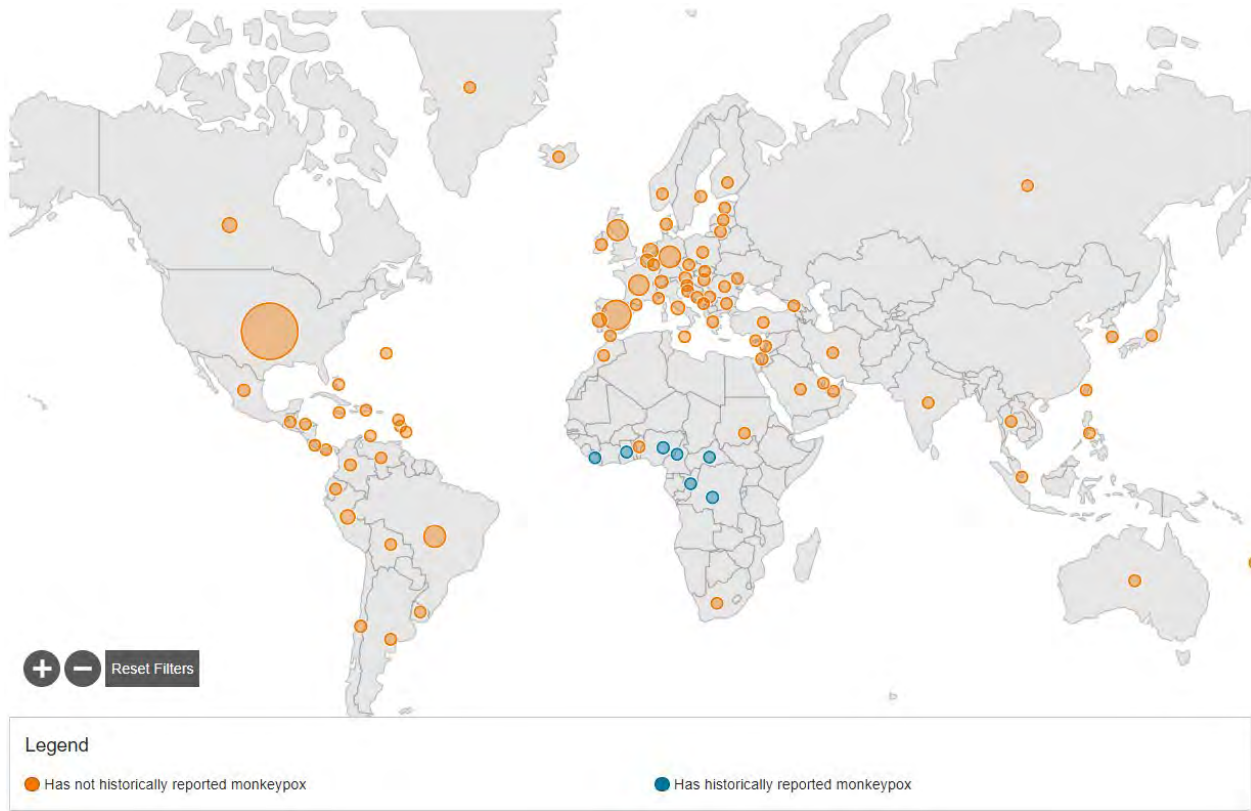 Reset Filters
Legend
Has not historically reported monkeypox
Has historically reported monkeypox